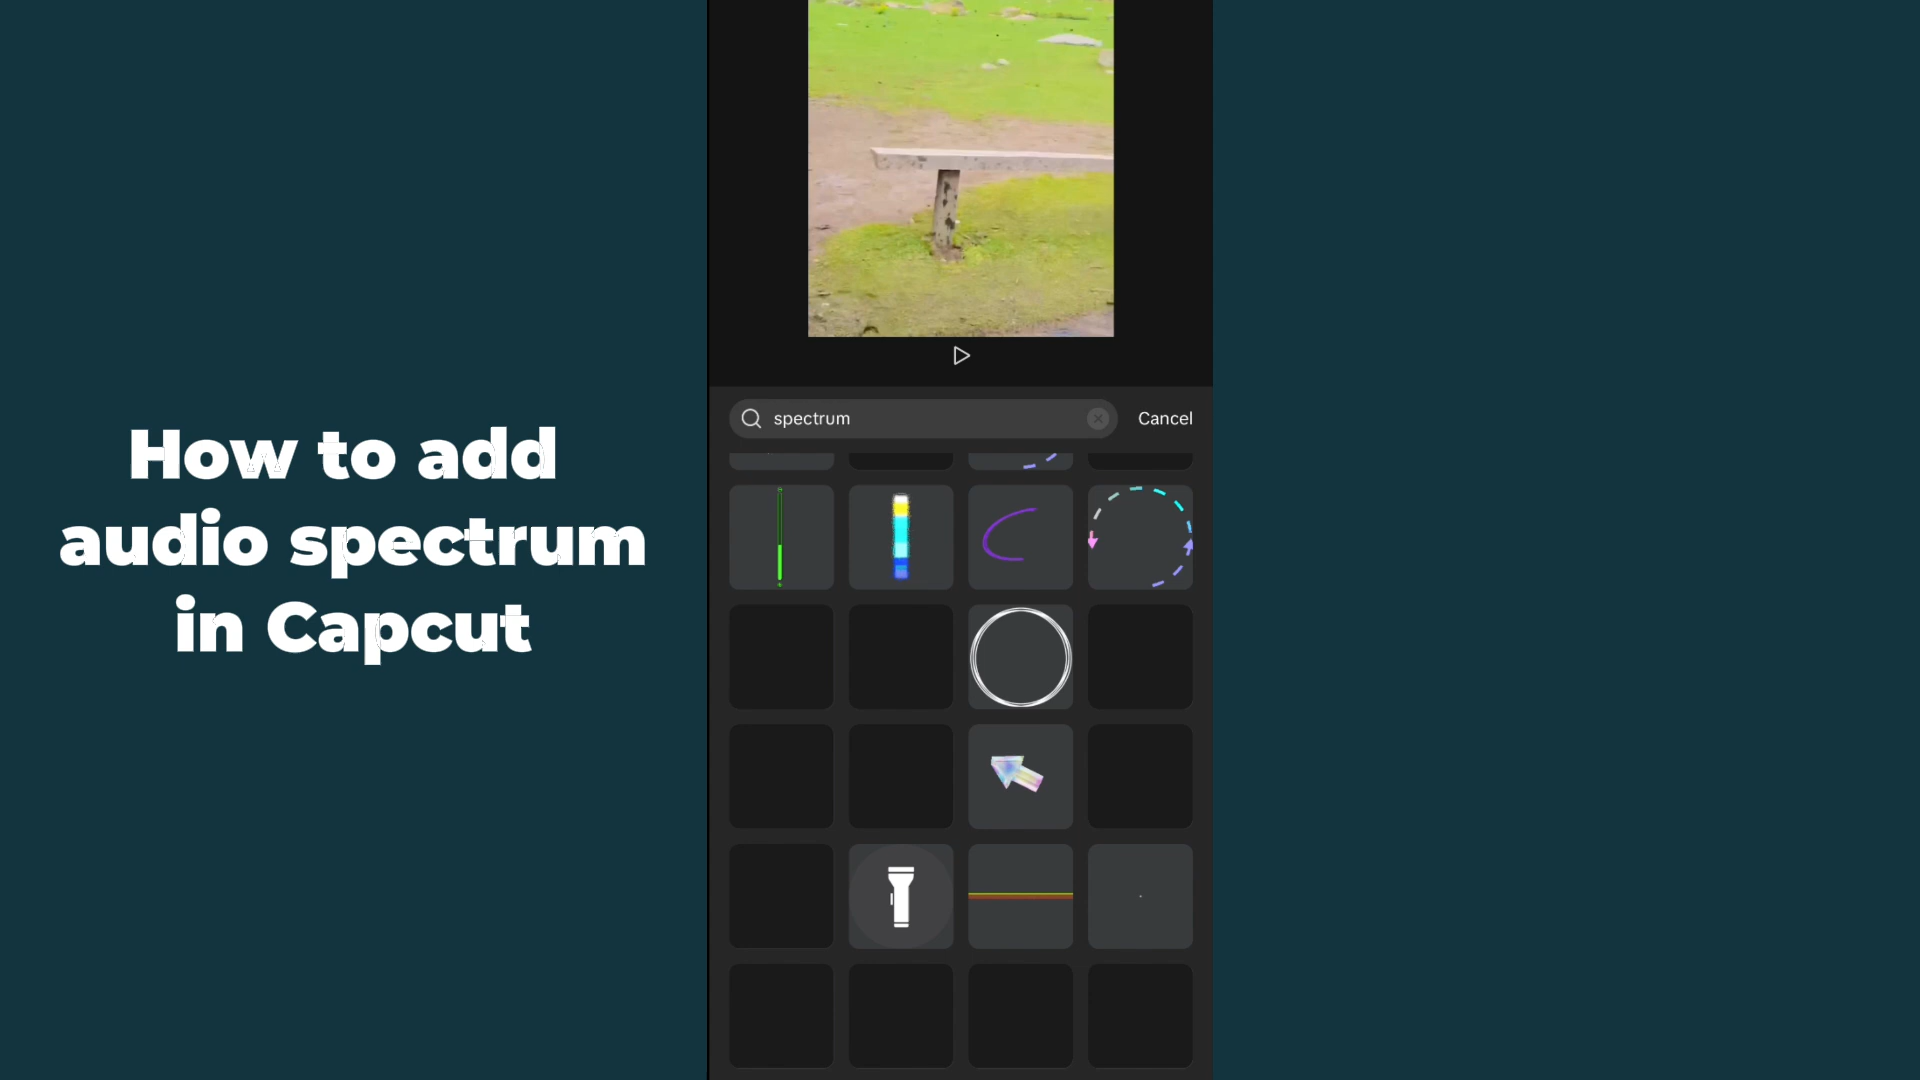 How to add
audio spectrum
in Capcut
spectrum
Cancel